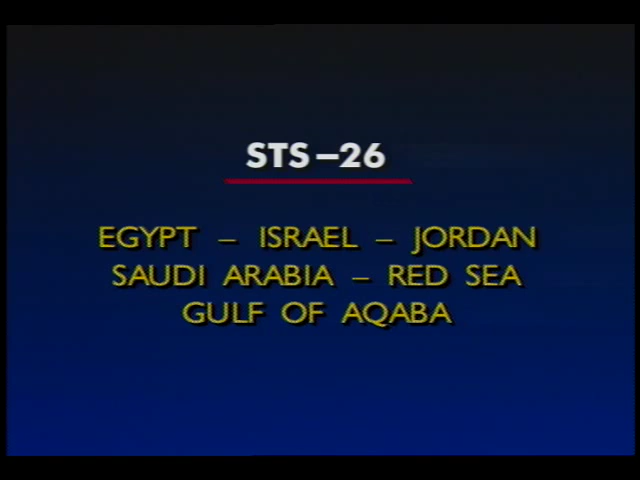 STS–26
EGYPT – ISRAEL – JORDAN
SAUDI ARABIA – RED SEA
GULF OF AQABA